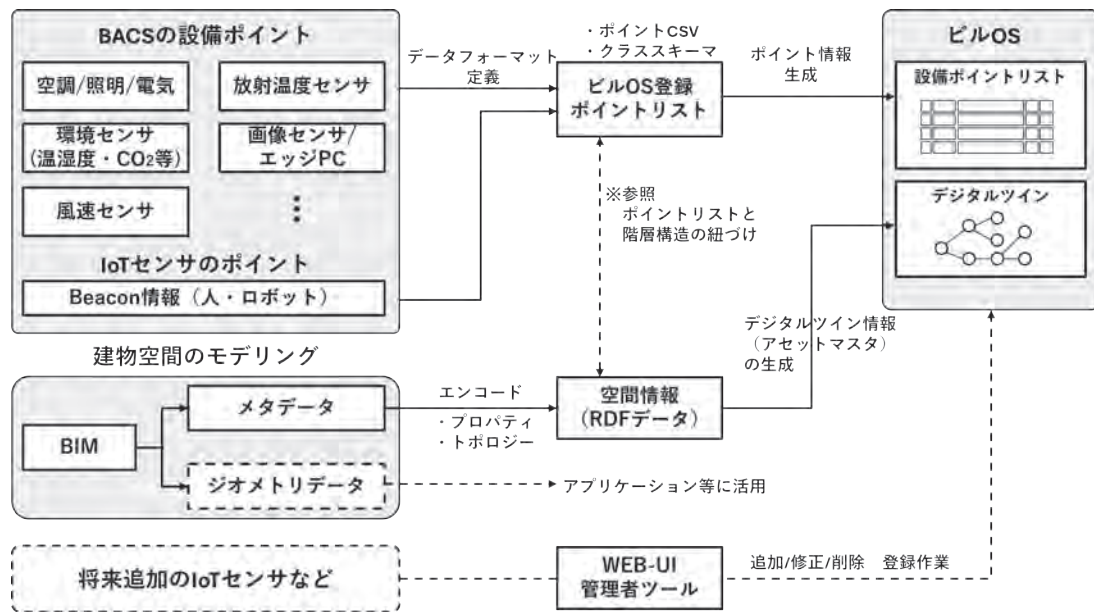 BACSの設備ポイント
空調/照明/電気
放射温度センサ
環境センサ
(温湿度・CO2等)
画像センサ/
エッジPC
風速センサ
IoTセンサのポイント
Beacon情報（人・ロボット）
データフォーマット
定義
・ポイントCSV
・クラススキーマ
ビルOS登録
ポイントリスト
ポイント情報
生成
ビルOS
設備ポイントリスト
デジタルツイン
※参照
ポイントリストと
階層構造の紐づけ
デジタルツイン情報
（アセットマスタ）
の生成
建物空間のモデリング
BIM
メタデータ
ジオメトリデータ
エンコード
・プロパティ
・トポロジー
空間情報
（RDFデータ）
アプリケーション等に活用
将来追加のIoTセンサなど
WEB-UI
管理者ツール
追加/修正/削除　登録作業